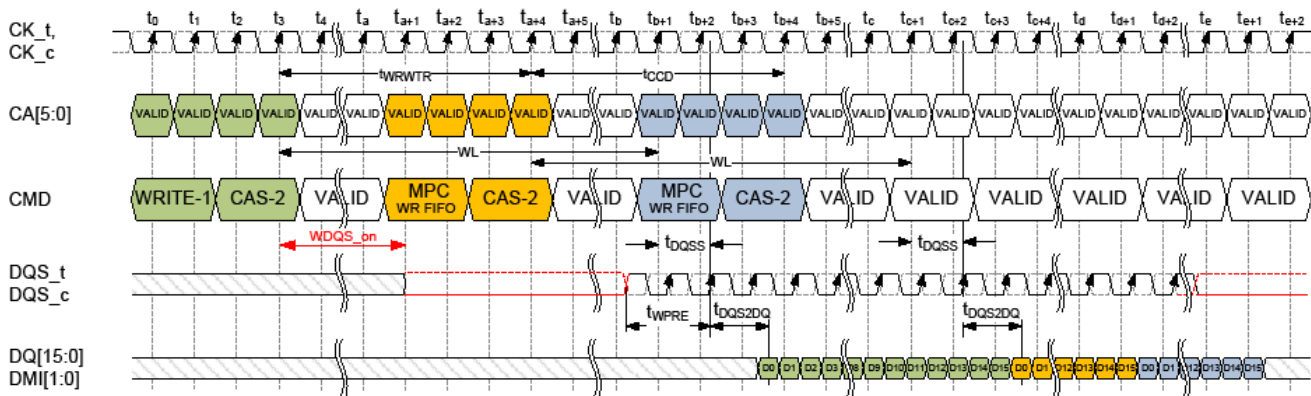 t0 t1 t2 t3 t4 ta ta+1 ta+2 ta+3 ta+4 ta+5 tb tb+1 tb+2 tb+3 tb+4 tb+5 tc tc+1 tc+2 tc+3 tc+4 td td+1 td+2 te te+1 te+2
CK_t,
CK_c
tWRWTR tCCD
CA[5:0] VALID VALID VALID VALID VALID VALID VALID VALID VALID VALID VALID VALID VALID VALID VALID VALID VALID VALID VALID VALID VALID VALID VALID VALID VALID VALID VALID VALID
WL WL
CMD WRITE-1 CAS-2 VALID MPC WR FIFO CAS-2 VALID MPC WR FIFO CAS-2 VALID VALID VALID VALID VALID VALID
WDQS_on tDQSS tDQSS
DQS_t
DQS_c
tWPRE tDQS2DQ tDQS2DQ
DQ[15:0]
DMI[1:0]
D0 D1 D2 D3 D8 D9 D10 D11 D12 D13 D14 D15 D0 D1 D12 D13 D14 D15 D0 D1 D12 D13 D14 D15